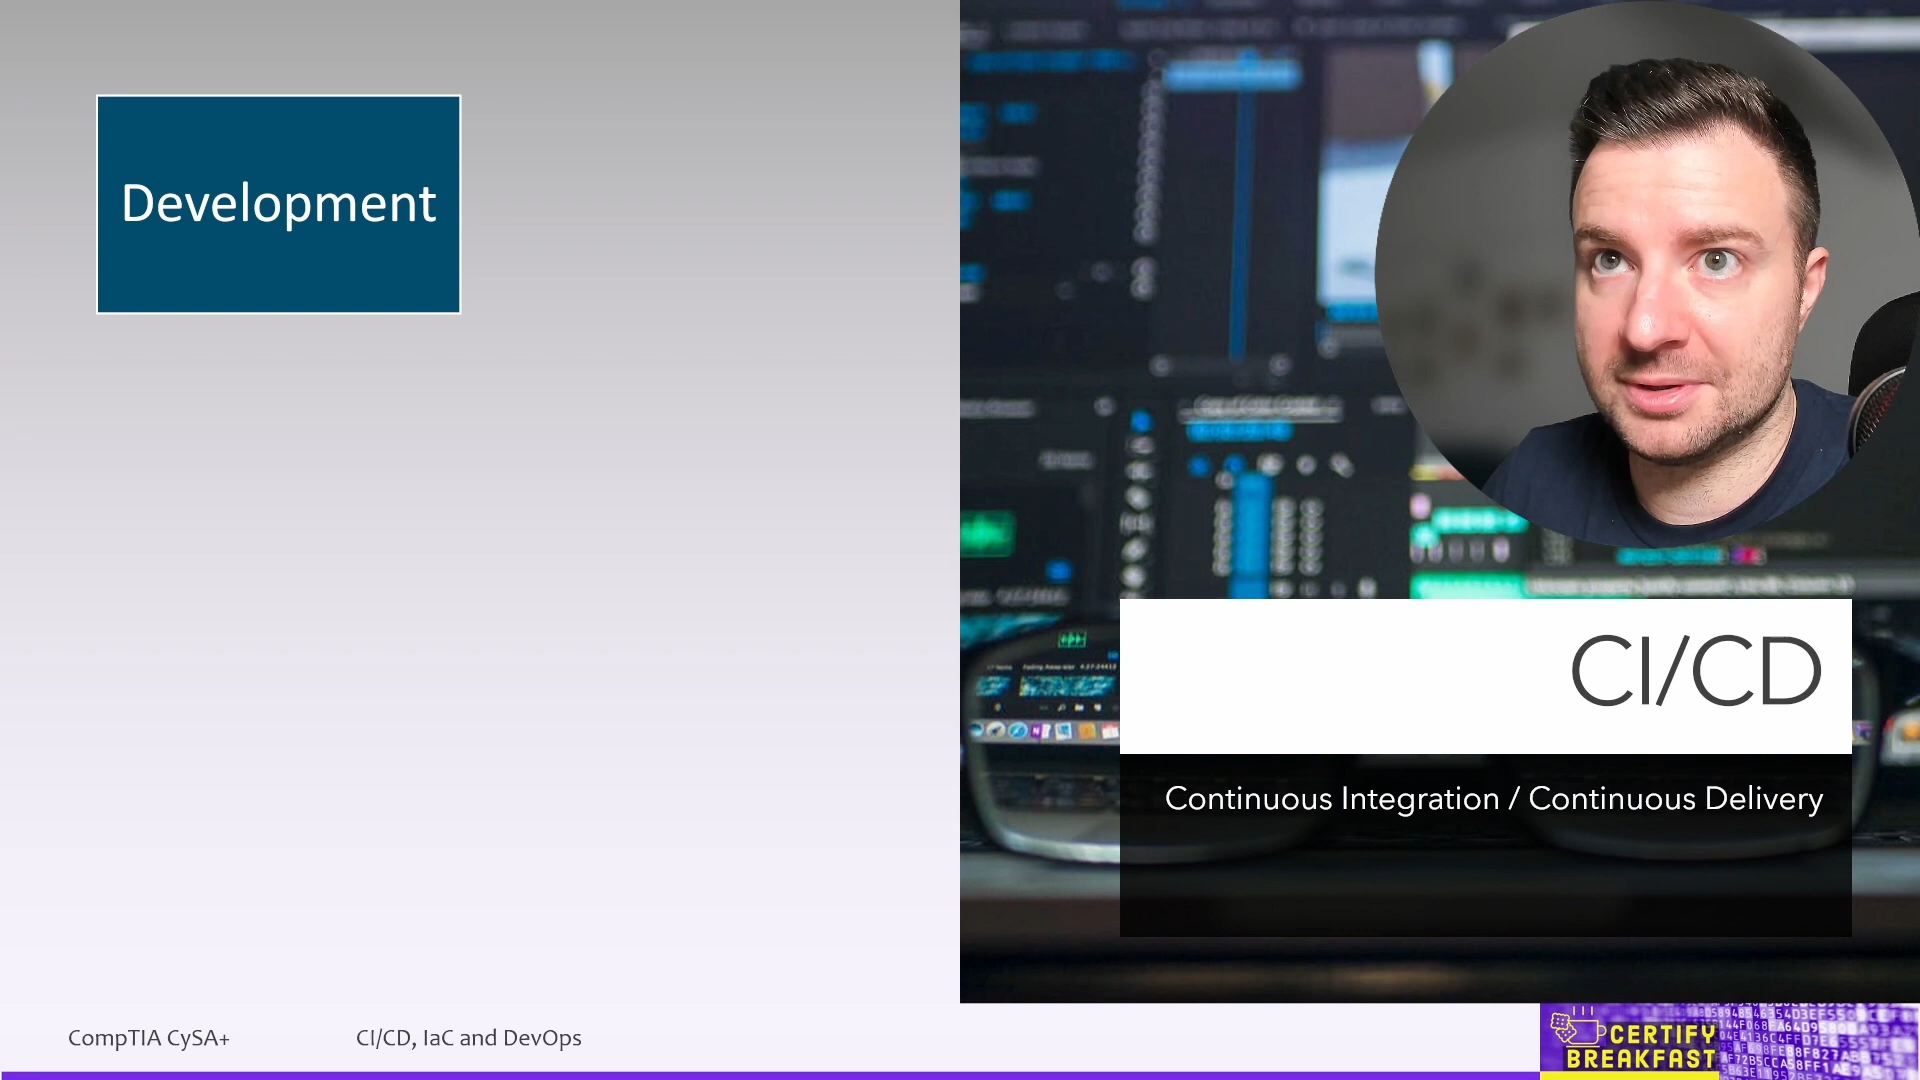 Development
CI/CD
Continuous Integration / Continuous Delivery
CompTIA CySA+
CI/CD, IaC and DevOps
CERTIFY
BREAKFAST